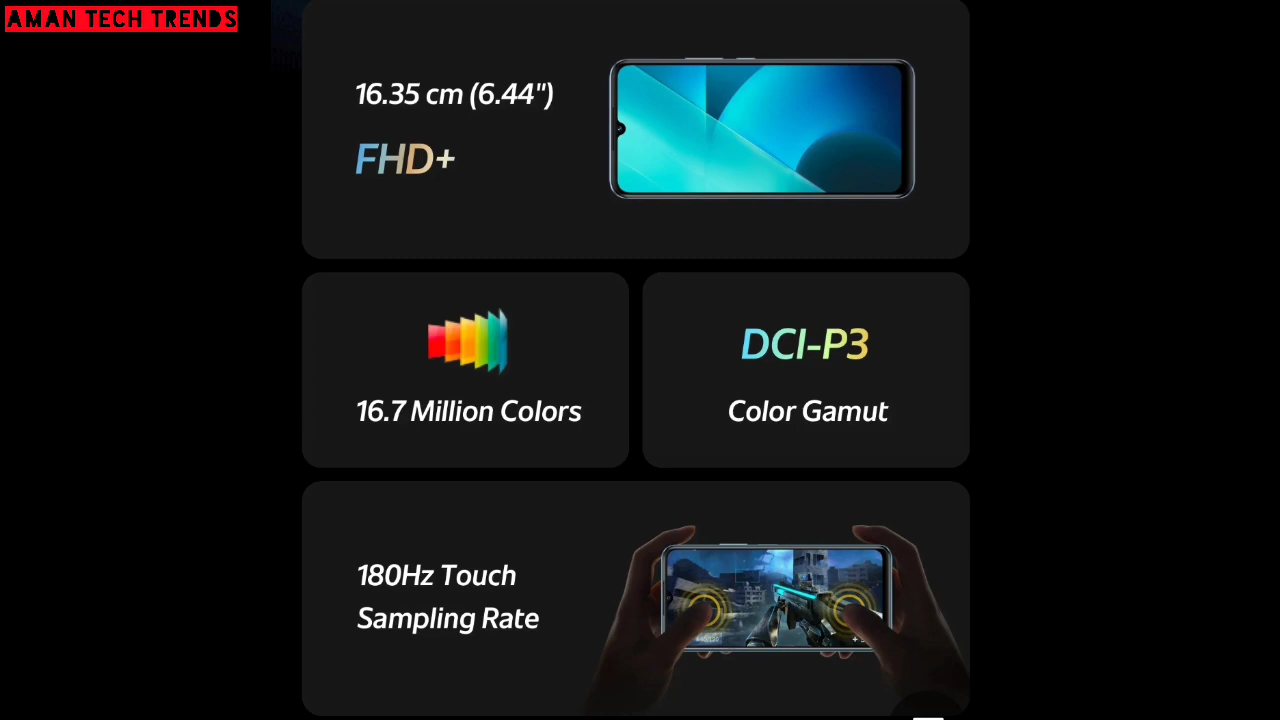 AMAN TECH TRENDS
16.35 cm (6.44")
FHD+
16.7 Million Colors
DCI-P3
Color Gamut
180Hz Touch
Sampling Rate